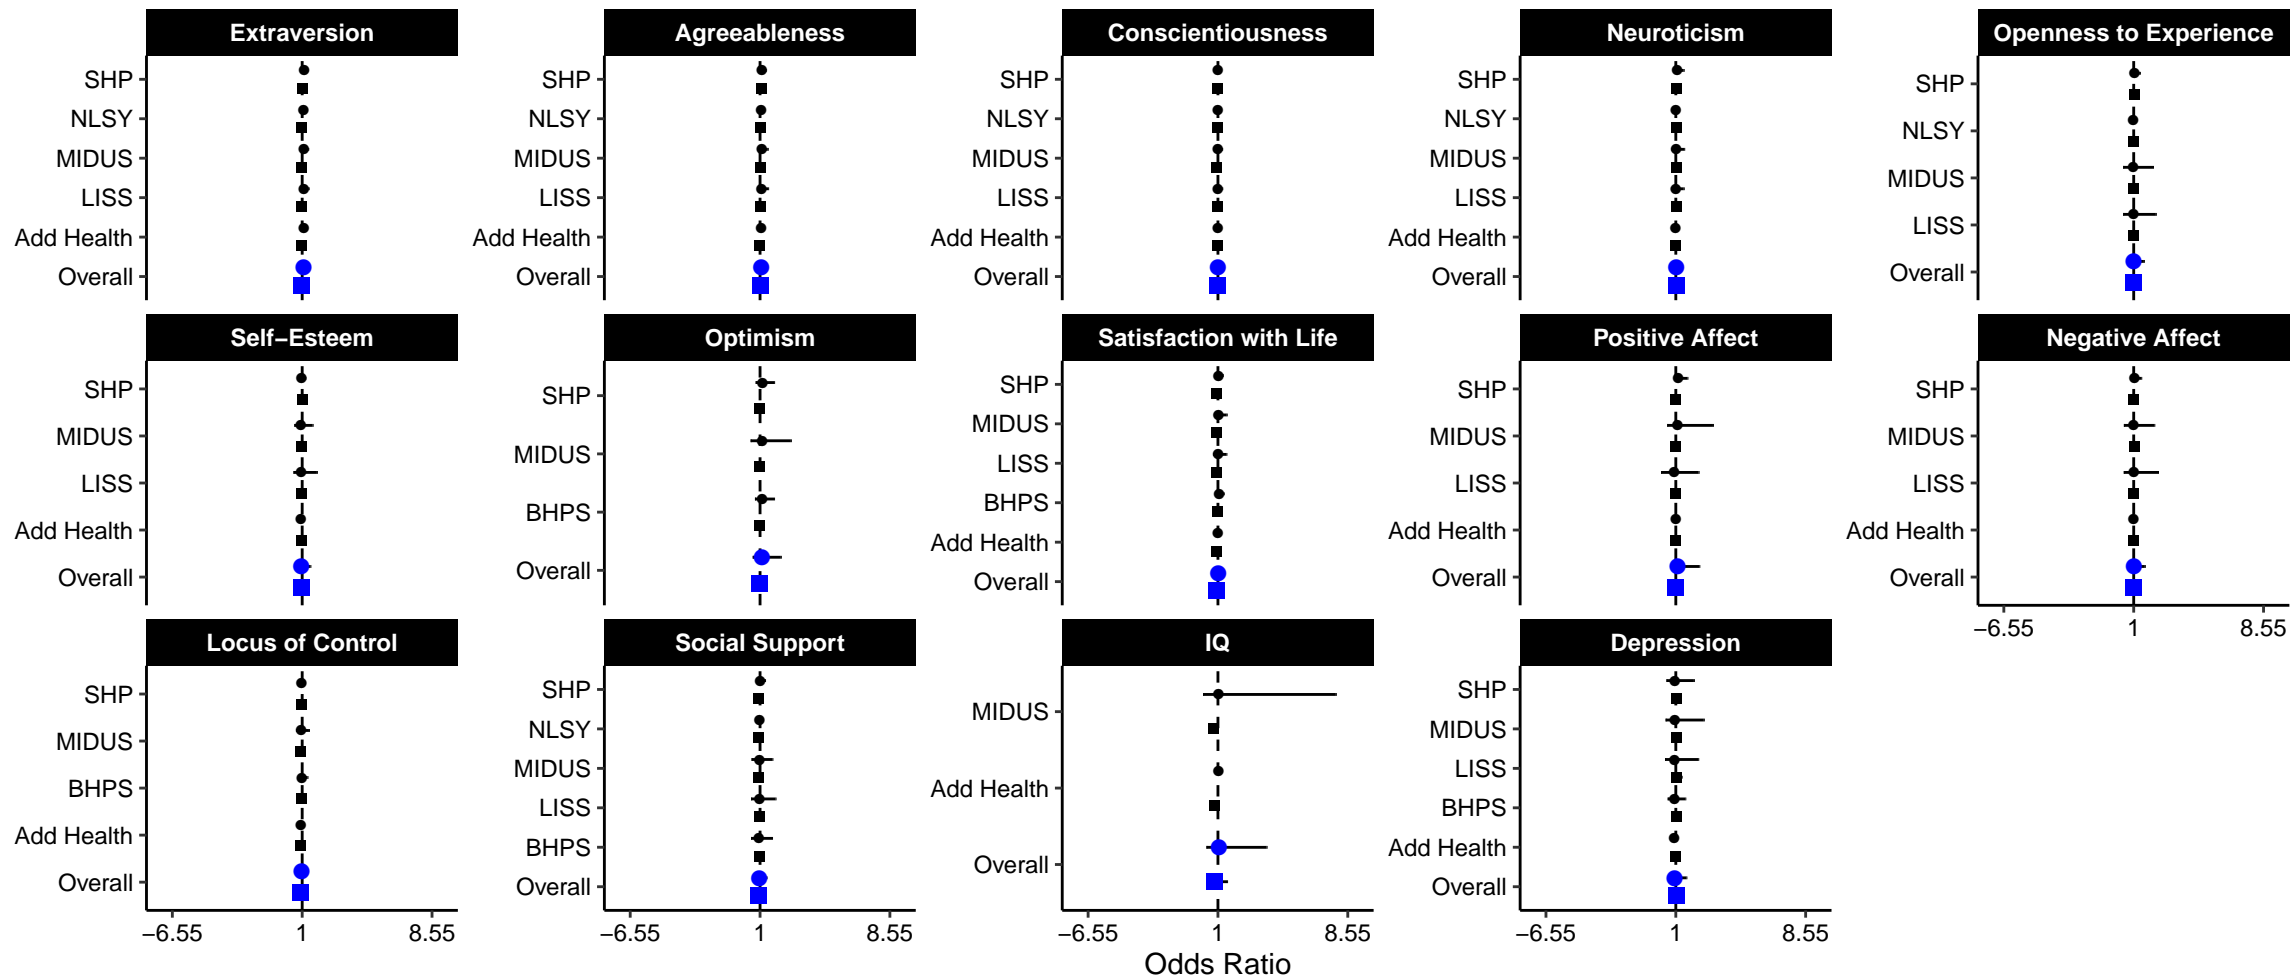 Extraversion
SHP
NLSY
MIDUS
LISS
Add Health
Overall
Agreeableness
SHP
NLSY
MIDUS
LISS
Add Health
Overall
Conscientiousness
SHP
NLSY
MIDUS
LISS
Add Health
Overall
Neuroticism
SHP
NLSY
MIDUS
LISS
Add Health
Overall
Openness to Experience
SHP
NLSY
MIDUS
LISS
Overall
Self−Esteem
SHP
MIDUS
LISS
Add Health
Overall
Optimism
SHP
MIDUS
BHPS
Overall
Satisfaction with Life
SHP
MIDUS
LISS
BHPS
Add Health
Overall
Positive Affect
SHP
MIDUS
LISS
Add Health
Overall
Negative Affect
SHP
MIDUS
LISS
Add Health
Overall
−6.55 1 8.55
Locus of Control
SHP
MIDUS
BHPS
Add Health
Overall
−6.55 1 8.55
Social Support
SHP
NLSY
MIDUS
LISS
BHPS
Overall
−6.55 1 8.55
IQ
MIDUS
Add Health
Overall
−6.55 1 8.55
Depression
SHP
MIDUS
LISS
BHPS
Add Health
Overall
−6.55 1 8.55
Odds Ratio